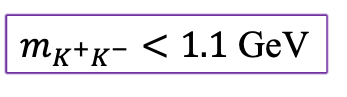 $m_{K^+K^-} < 1.1$ GeV